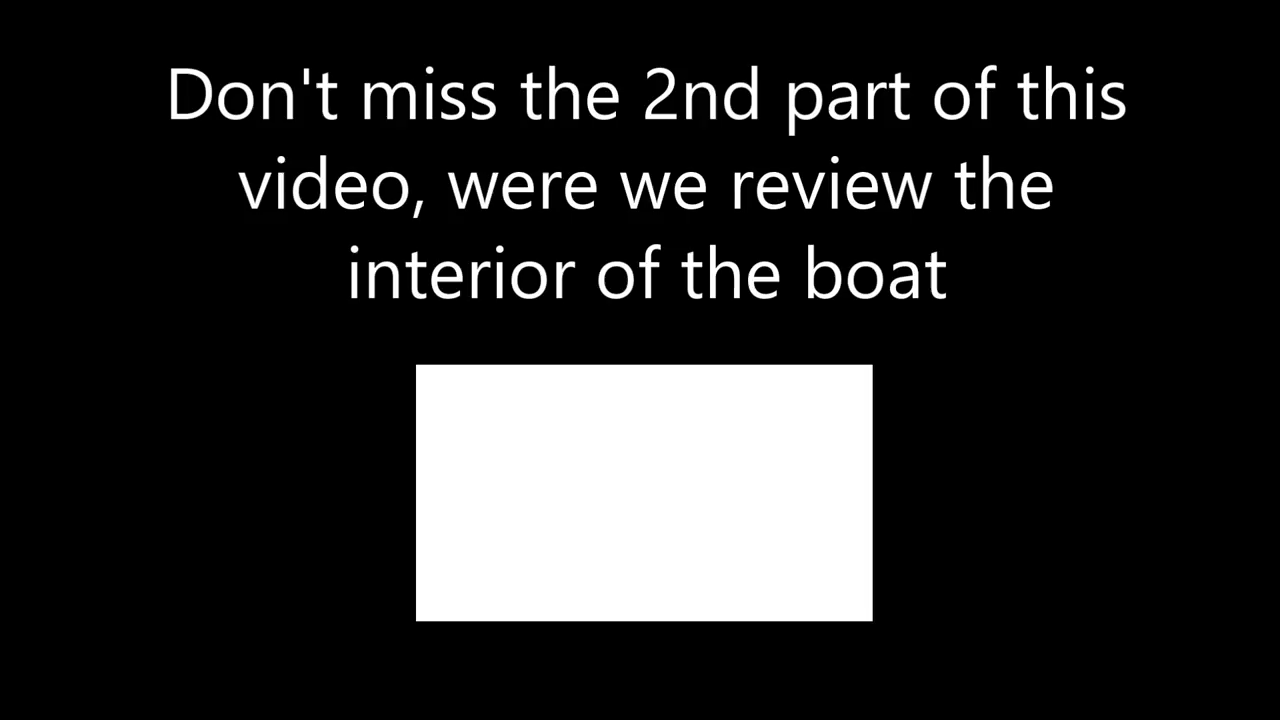 Don't miss the 2nd part of this
video, were we review the
interior of the boat